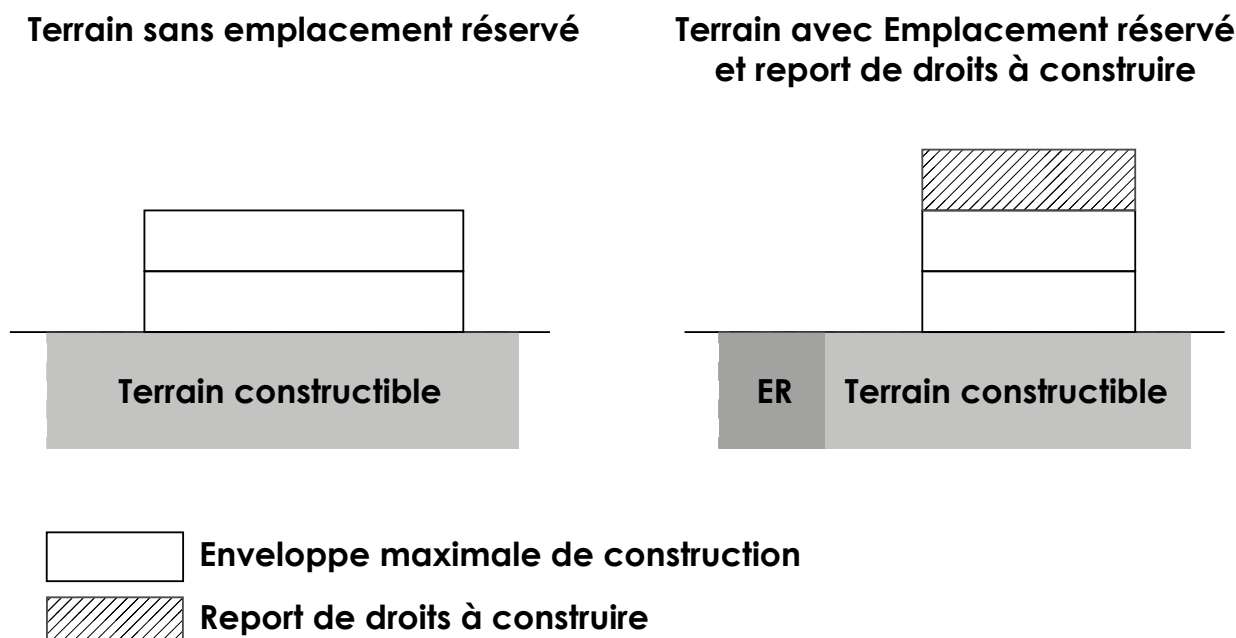 Terrain sans emplacement réservé
Terrain avec Emplacement réservé
et report de droits à construire
Terrain constructible
ER
Terrain constructible
Enveloppe maximale de construction
Report de droits à construire